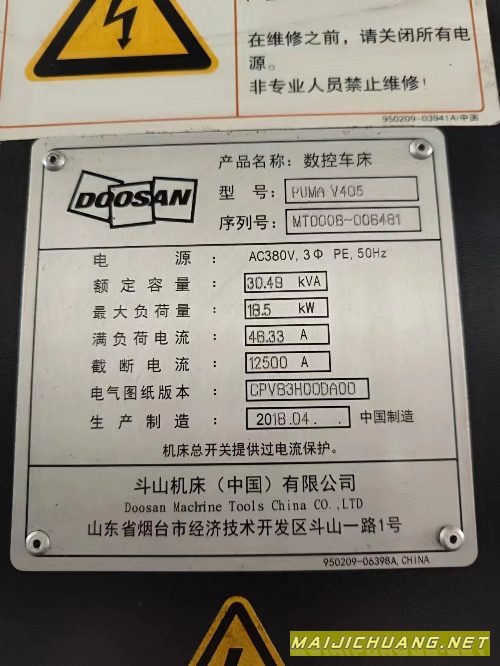 在维修之前，请关闭所有电
源。
非专业人员禁止维修！
950209-03941A/中国
DOOSAN
产品名称：数控车床
型 号：PUMA V405
序列号：MT0008-006481
电 源：AC380V, 3Φ PE, 50Hz
额定容量：30.49 kVA
最大负荷量：18.5 kW
满负荷电流：46.33 A
截断电流：12500 A
电气图纸版本：CPVB3H00DA00
生产制造：2018.04. . 中国制造
机床总开关提供过电流保护。
斗山机床（中国）有限公司
Doosan Machine Tools China CO.,LTD
山东省烟台市经济技术开发区斗山一路1号
950209-06398A, CHINA
MAIJICHUANG.NET